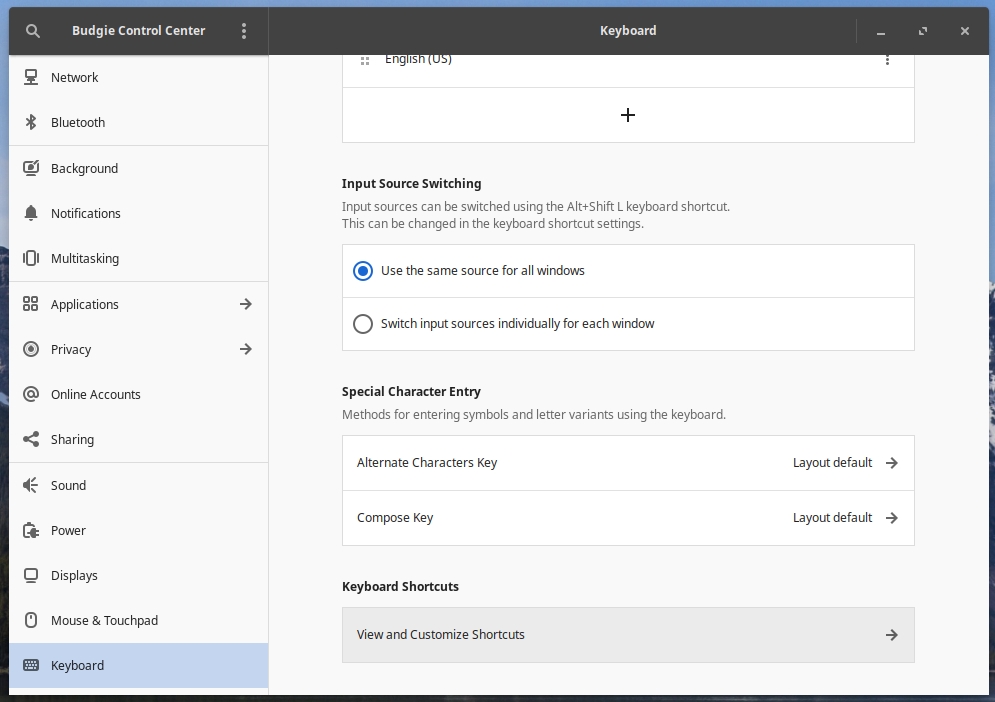 Budgie Control Center
Keyboard
Network
Bluetooth
Background
Notifications
Multitasking
Applications
Privacy
Online Accounts
Sharing
Sound
Power
Displays
Mouse & Touchpad
Keyboard
English (US)
Input Source Switching
Input sources can be switched using the Alt+Shift L keyboard shortcut.
This can be changed in the keyboard shortcut settings.
Use the same source for all windows
Switch input sources individually for each window
Special Character Entry
Methods for entering symbols and letter variants using the keyboard.
Alternate Characters Key Layout default
Compose Key Layout default
Keyboard Shortcuts
View and Customize Shortcuts